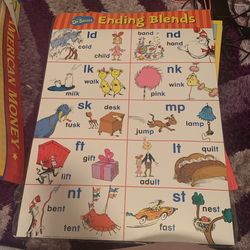 AMERICAN MONEY
Dr. Seuss
Ending Blends
ld
cold
child
band
nd
hand
lk
walk
milk
nk
pink
wink
sk
desk
tusk
mp
jump
lamp
ft
gift
lift
lt
quilt
adult
nt
bent
tent
st
nest
fast